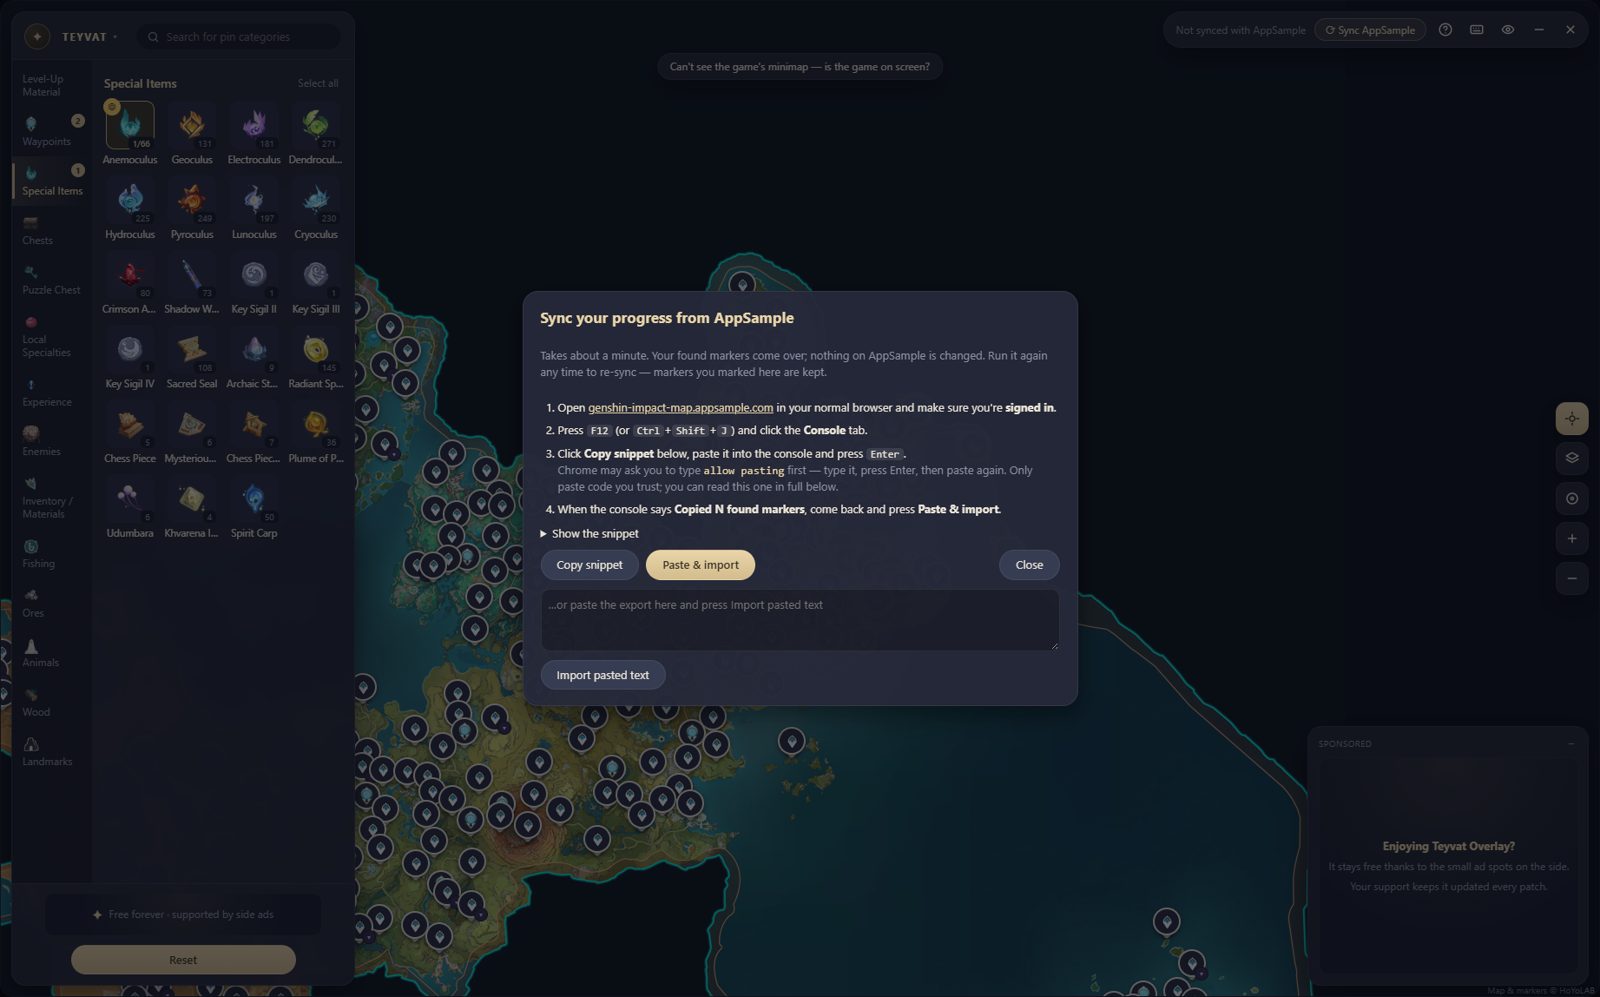 TEYVAT
Search for pin categories
Not synced with AppSample
Sync AppSample
Can't see the game's minimap — is the game on screen?
Level-Up
Material
Waypoints
2
Special Items
1
Chests
Puzzle Chest
Local
Specialties
Experience
Enemies
Inventory /
Materials
Fishing
Ores
Animals
Wood
Landmarks
Special Items
Select all
1/66
131
181
271
Anemoculus
Geoculus
Electroculus
Dendrocul...
225
249
197
230
Hydroculus
Pyroculus
Lunoculus
Cryoculus
80
73
1
1
Crimson A...
Shadow W...
Key Sigil II
Key Sigil III
1
108
9
145
Key Sigil IV
Sacred Seal
Archaic St...
Radiant Sp...
5
6
7
36
Chess Piece
Mysteriou...
Chess Piec...
Plume of P...
6
4
50
Udumbara
Khvarena I...
Spirit Carp
Free forever · supported by side ads
Reset
Sync your progress from AppSample
Takes about a minute. Your found markers come over; nothing on AppSample is changed. Run it again
any time to re-sync — markers you marked here are kept.
1. Open genshin-impact-map.appsample.com in your normal browser and make sure you're signed in.
2. Press F12 (or Ctrl + Shift + J) and click the Console tab.
3. Click Copy snippet below, paste it into the console and press Enter.
Chrome may ask you to type allow pasting first — type it, press Enter, then paste again. Only
paste code you trust; you can read this one in full below.
4. When the console says Copied N found markers, come back and press Paste & import.
Show the snippet
Copy snippet
Paste & import
Close
...or paste the export here and press Import pasted text
Import pasted text
SPONSORED
Enjoying Teyvat Overlay?
It stays free thanks to the small ad spots on the side.
Your support keeps it updated every patch.
Map & markers © HoYoLAB